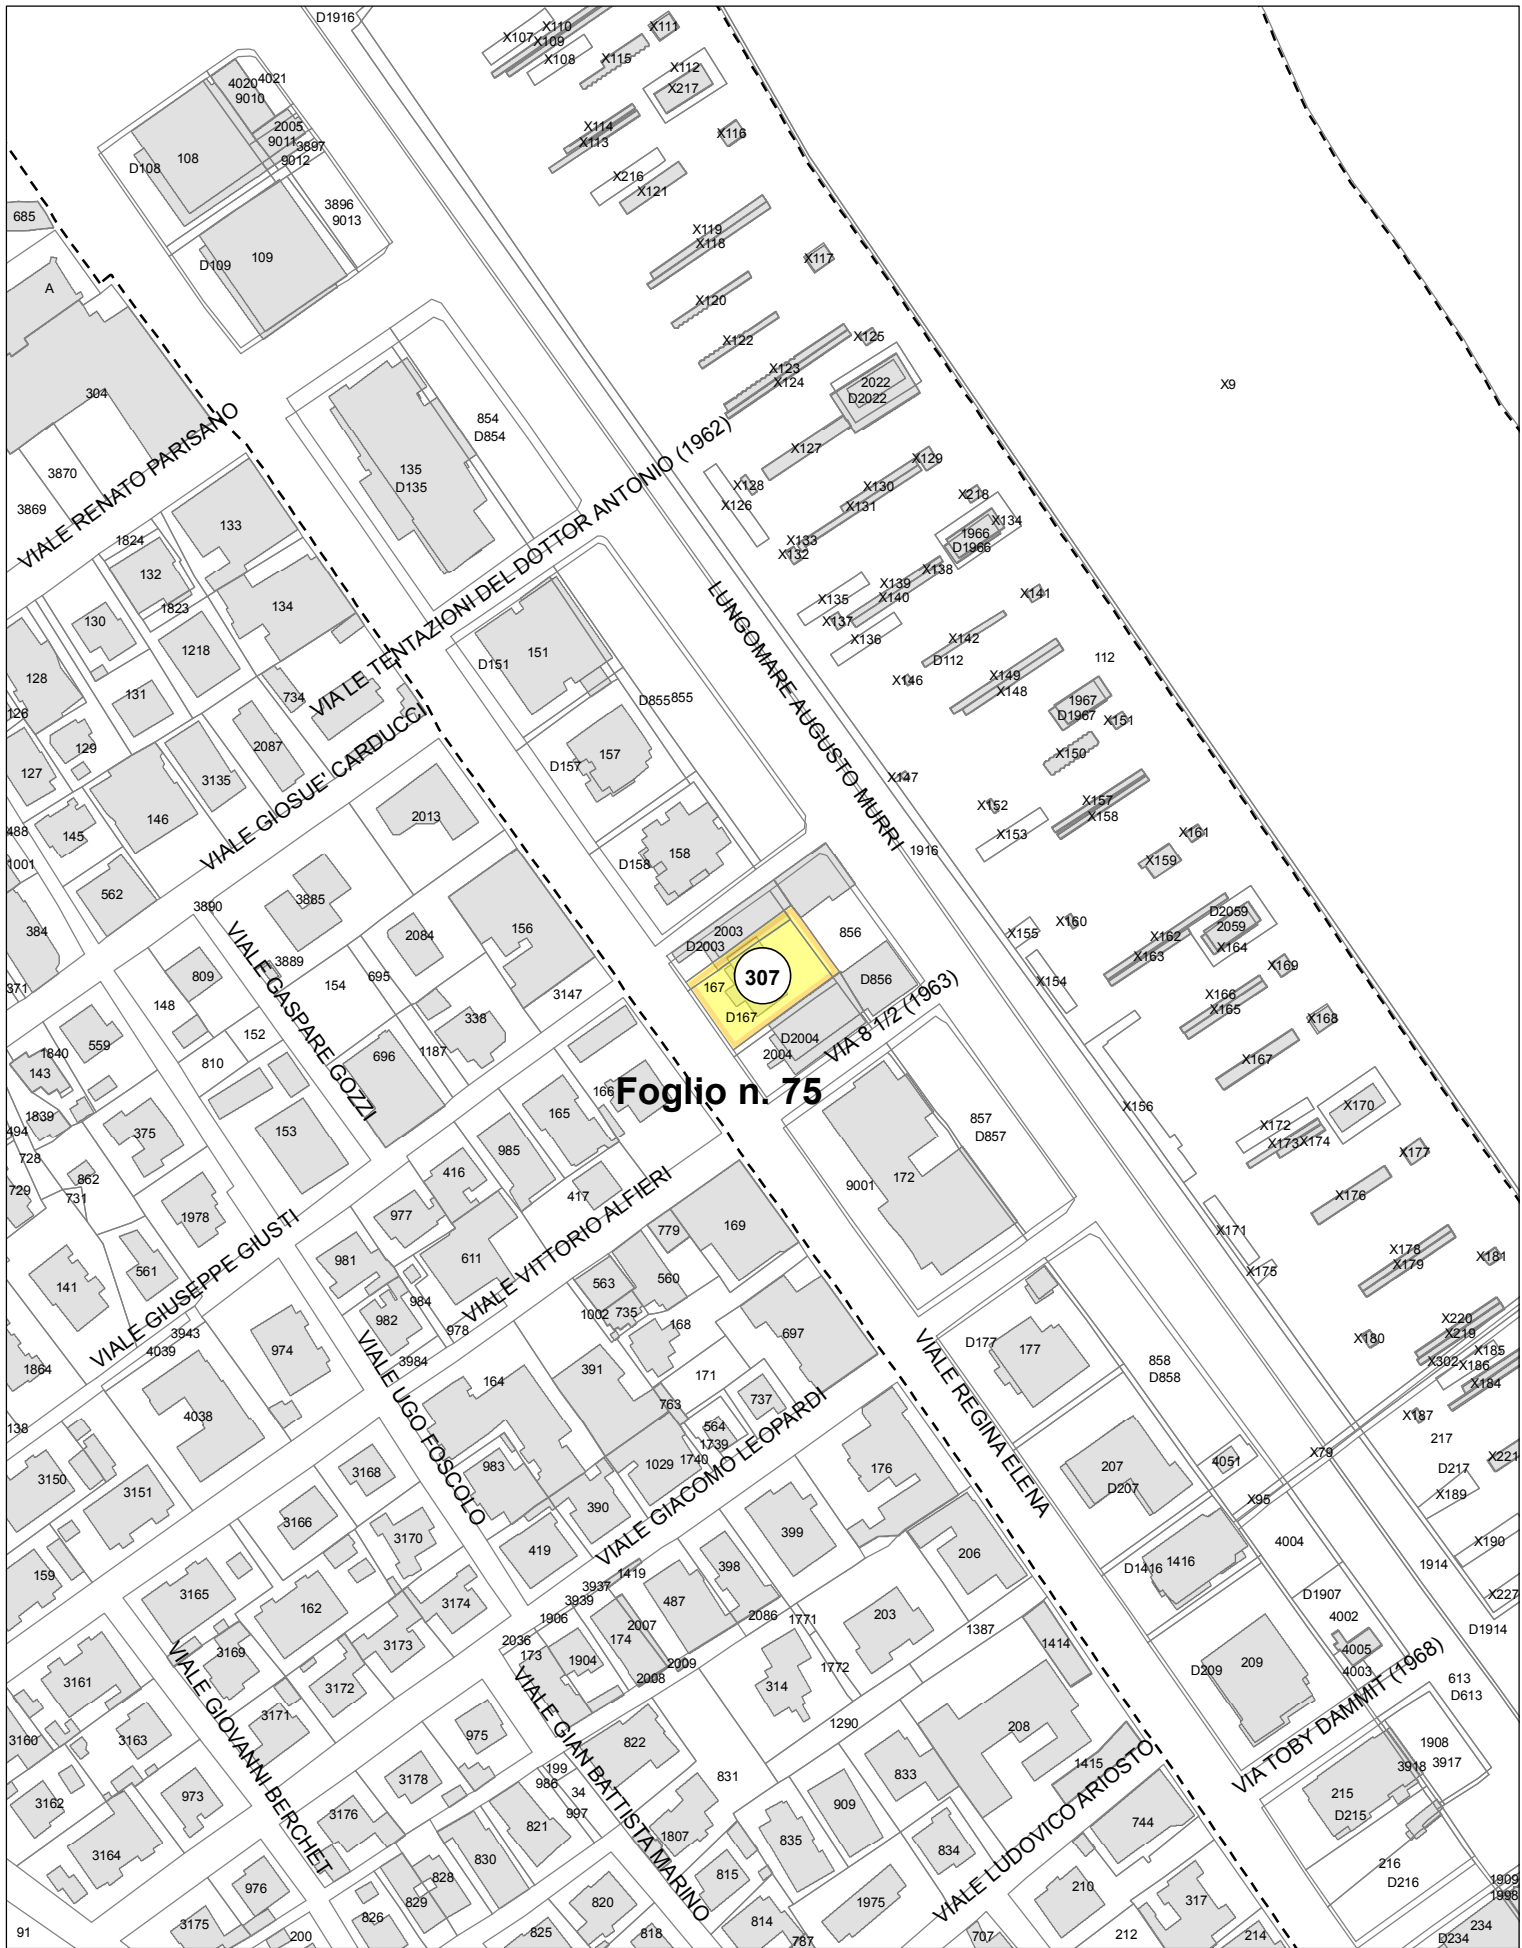 D1916
X110
X107
X109
X108
X111
X115
X112
X217
4020
4021
9010
2005
9011
3897
9012
108
D108
X114
X113
X116
X216
X121
685
3896
9013
X119
X118
109
D109
X117
A
X120
X122
X125
X123
X124
2022
D2022
X9
304
854
D854
3870
3869
VIALE RENATO PARISANO
135
D135
X127
X129
X128
X126
X130
X131
X218
X134
1966
D1966
X133
X132
133
1824
132
1823
VIA LE TENTAZIONI DEL DOTTOR ANTONIO (1962)
X138
X139
X140
X135
X137
X136
X141
X142
D112
112
130
134
1218
151
D151
LUNGOMARE AUGUSTO MURRI
128
126
131
734
X146
X149
X148
1967
D1967
X151
D855
855
129
127
2087
3135
157
D157
X150
X147
VIALE GIOSUE' CARDUCCI
488
145
146
2013
X152
X153
X157
X158
X161
1001
562
3885
158
D158
1916
X159
384
3890
3889
2084
156
2003
D2003
856
X155
X160
X162
X163
D2059
2059
X164
X169
371
809
148
154
695
3147
167
307
D167
D856
X154
X166
X165
X168
VIALE GASPARE GOZZI
559
152
810
338
1187
696
D2004
2004
VIA 8 1/2 (1963)
X167
1840
143
1839
494
728
729
731
862
375
153
165
166
Foglio n. 75
857
D857
X156
X170
X172
X173
X174
X177
985
416
417
9001
172
X176
1978
977
981
611
779
169
X171
X175
X178
X179
X181
141
561
VIALE GIUSEPPE GIUSTI
984
982
VIALE VITTORIO ALFIERI
978
3984
563
560
1002
735
168
697
171
VIALE REGINA ELENA
D177
177
858
D858
X180
X220
X219
X302
X185
X186
X184
1864
3943
4039
974
4038
VIALE UGO FOSCOLO
164
391
763
737
564
1739
1740
1029
VIALE GIACOMO LEOPARDI
176
207
D207
4051
X79
X187
217
D217
X221
X189
138
3150
3151
3168
3166
983
390
399
X95
4004
1914
X190
3170
419
206
1416
D1416
D1907
4002
X227
D1914
159
3165
162
3174
1419
3937
3939
1906
398
487
2007
174
2086
1771
203
1387
1414
4005
4003
3169
3173
2036
173
1904
2008
2009
1772
314
209
D209
613
D613
3161
3172
3171
VIALE GIOVANNI BERCHET
VIALE GIAN BATTISTA MARINO
3160
3163
975
822
1290
208
VIA TOBY DAMMIT (1968)
1908
3917
3918
3162
973
3178
199
986
34
997
831
833
1415
215
D215
3164
3176
821
1807
909
835
744
834
VIALE LUDOVICO ARIOSTO
830
815
216
D216
976
828
829
826
820
1975
210
317
1909
1998
91
3175
200
825
818
814
787
707
212
214
234
D234